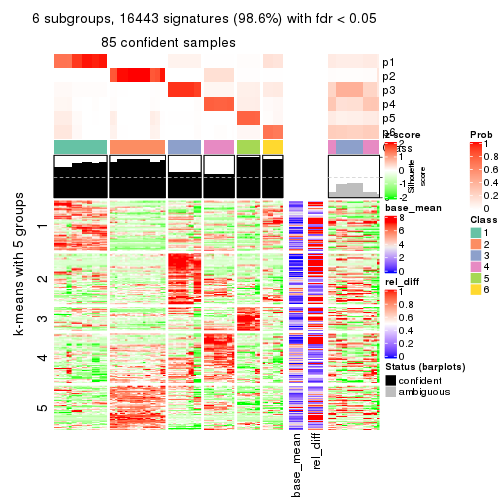 6 subgroups, 16443 signatures (98.6%) with fdr < 0.05
85 confident samples
p1
p2
p3
p4
p5
p6
Class
Silhouette
score
k-means with 5 groups
1
2
3
4
5
base_mean
rel_diff
z-score
2
1
0
-1
-2
base_mean
8
6
4
2
0
rel_diff
1
0.8
0.6
0.4
0.2
0
Status (barplots)
confident
ambiguous
Prob
1
0.8
0.6
0.4
0.2
0
Class
1
2
3
4
5
6